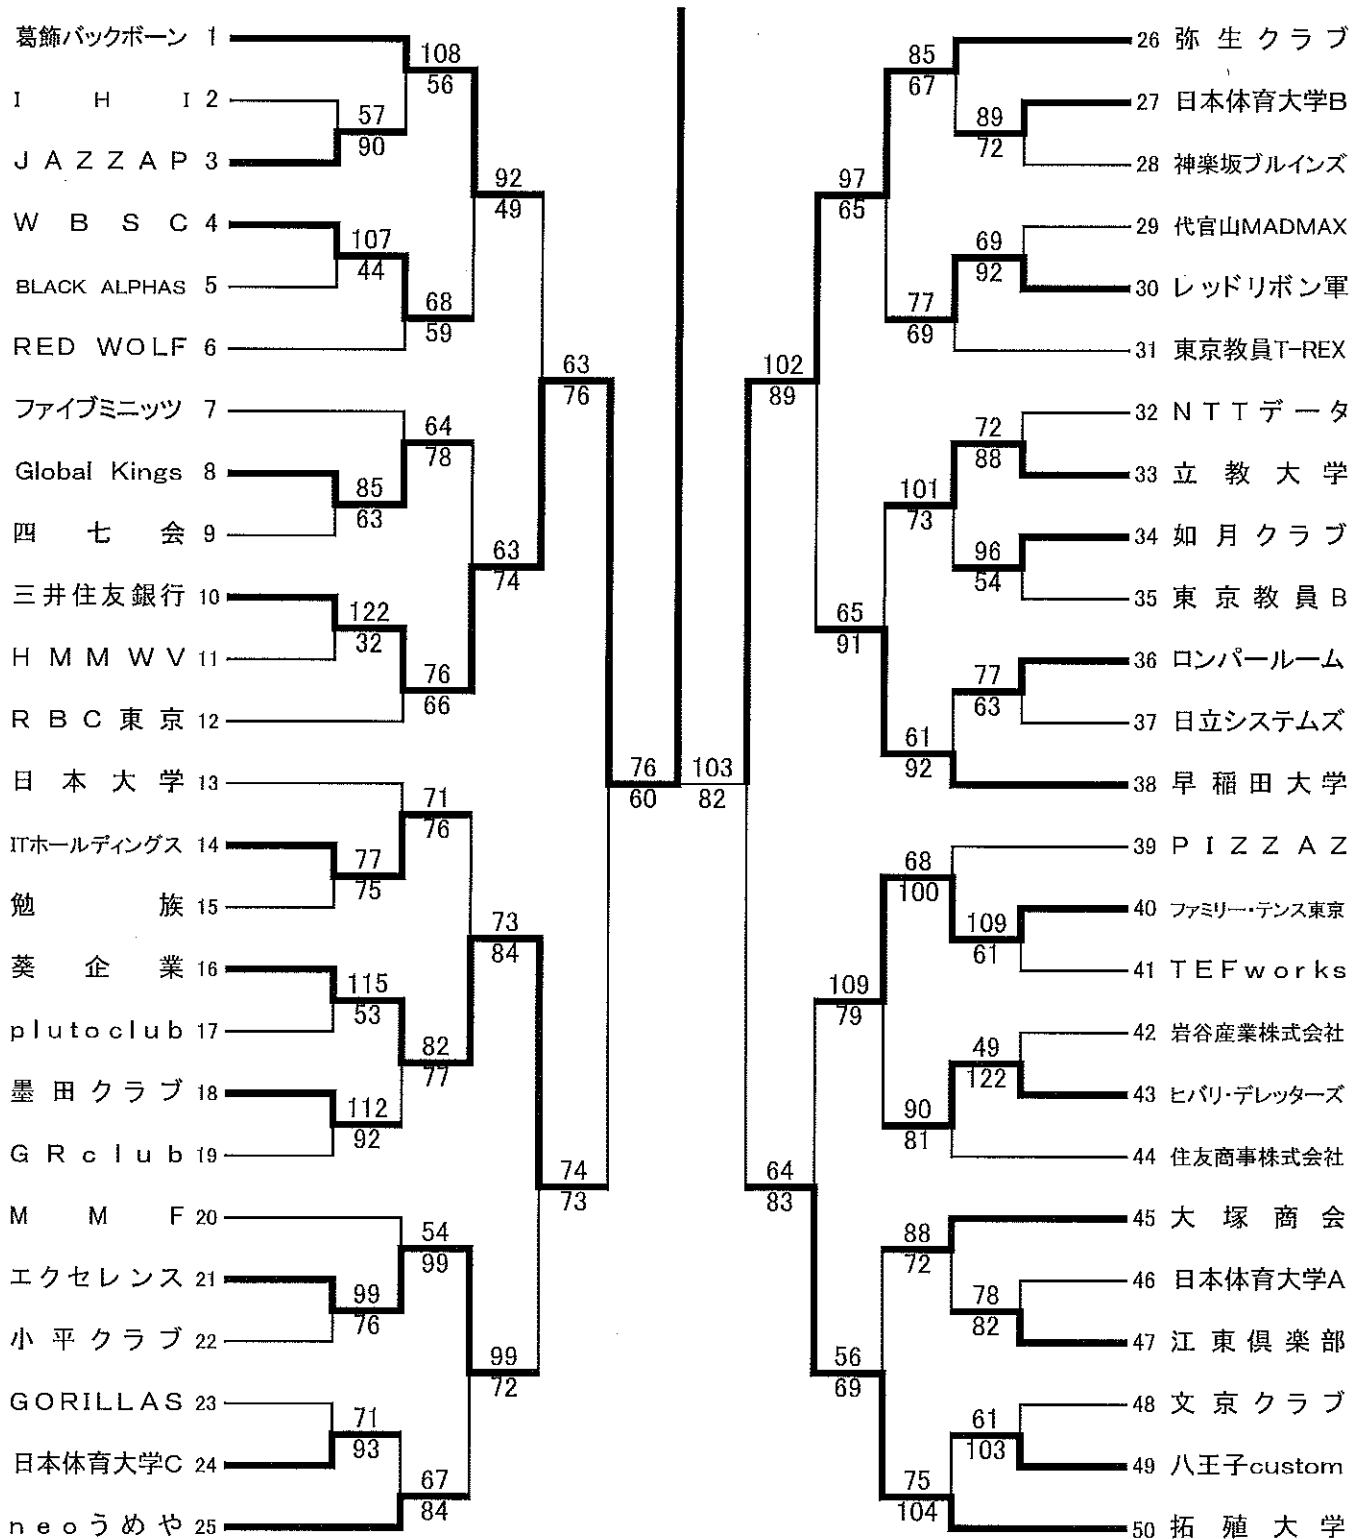 葛飾バックボーン 1
I H I 2
JAZZAP 3
WBSC 4
BLACK ALPHAS 5
RED WOLF 6
ファイブミニッツ 7
Global Kings 8
四七会 9
三井住友銀行 10
HMMWV 11
RBC東京 12
日本大学 13
ITホールディングス 14
勉族 15
葵企業 16
plutoclub 17
墨田クラブ 18
GRclub 19
MMF 20
エクセレンス 21
小平クラブ 22
GORILLAS 23
日本体育大学C 24
neoうめや 25
57
90
107
44
85
63
122
32
77
75
115
53
112
92
99
76
71
93
108
56
68
59
64
78
76
66
71
76
82
77
54
99
67
84
92
49
63
74
73
84
99
72
63
76
74
73
76
60
103
82
102
89
64
83
97
65
65
91
109
79
56
69
85
67
77
69
101
73
61
92
68
100
90
81
88
72
75
104
89
72
69
92
72
88
96
54
77
63
109
61
49
122
78
82
61
103
26 弥生クラブ
27 日本体育大学B
28 神楽坂ブルインズ
29 代官山MADMAX
30 レッドリボン軍
31 東京教員T-REX
32 NTTデータ
33 立教大学
34 如月クラブ
35 東京教員B
36 ロンパールーム
37 日立システムズ
38 早稲田大学
39 PIZZAZ
40 ファミリー・テンス東京
41 TEFworks
42 岩谷産業株式会社
43 ヒバリ・デレッターズ
44 住友商事株式会社
45 大塚商会
46 日本体育大学A
47 江東倶楽部
48 文京クラブ
49 八王子custom
50 拓殖大学